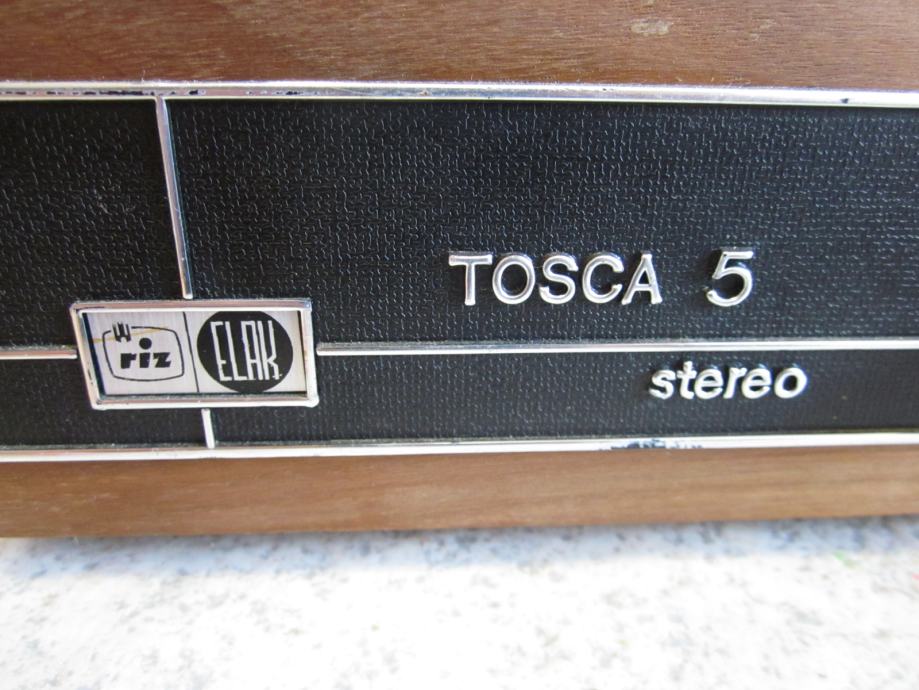 TOSCA 5
riz ELAK
stereo